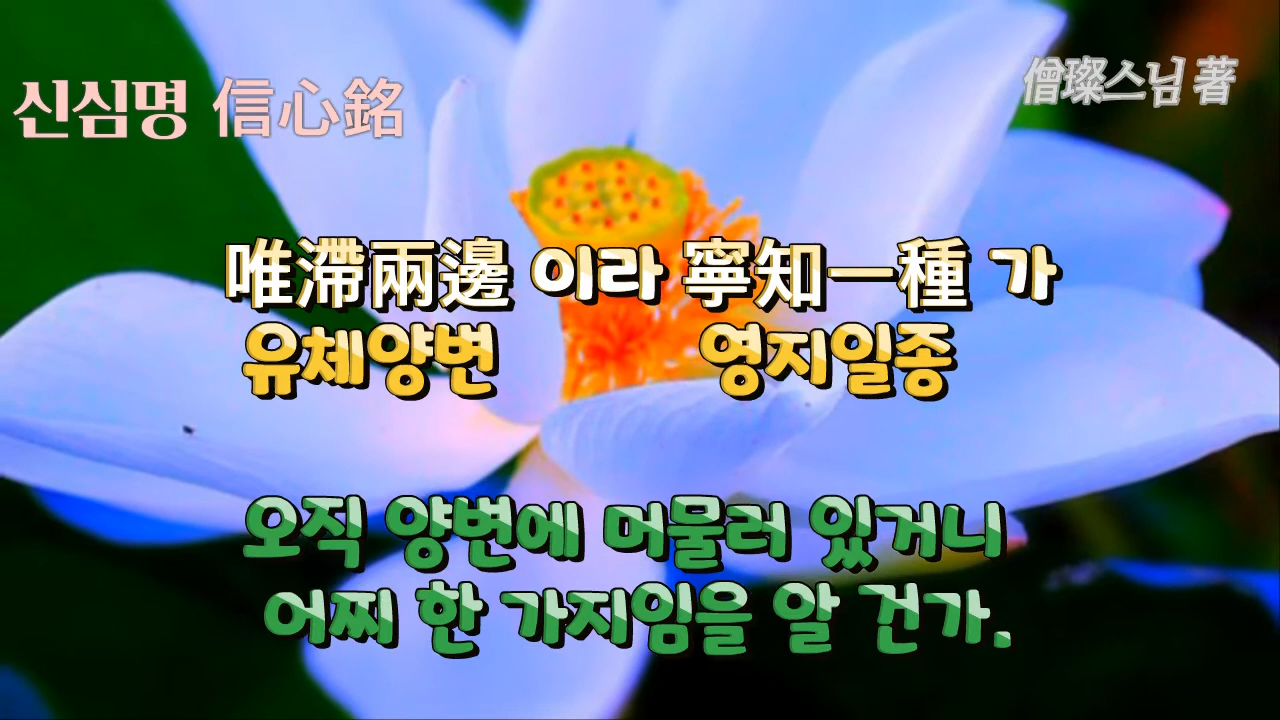 신심명 信心銘
僧璨스님 著
唯滯兩邊 이라 寧知一種 가
유체양변 영지일종
오직 양변에 머물러 있거니
어찌 한 가지임을 알 건가.